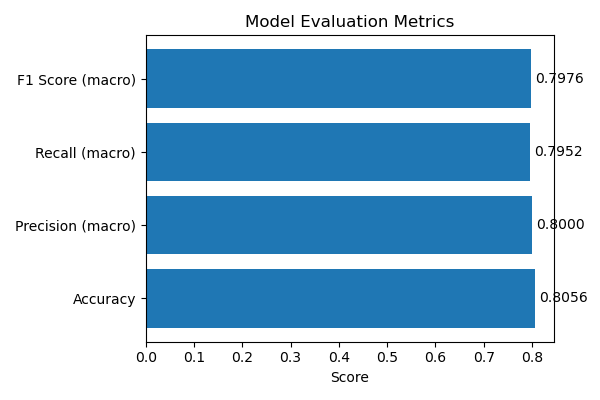 Model Evaluation Metrics
F1 Score (macro)
0.7976
Recall (macro)
0.7952
Precision (macro)
0.8000
Accuracy
0.8056
0.0 0.1 0.2 0.3 0.4 0.5 0.6 0.7 0.8
Score